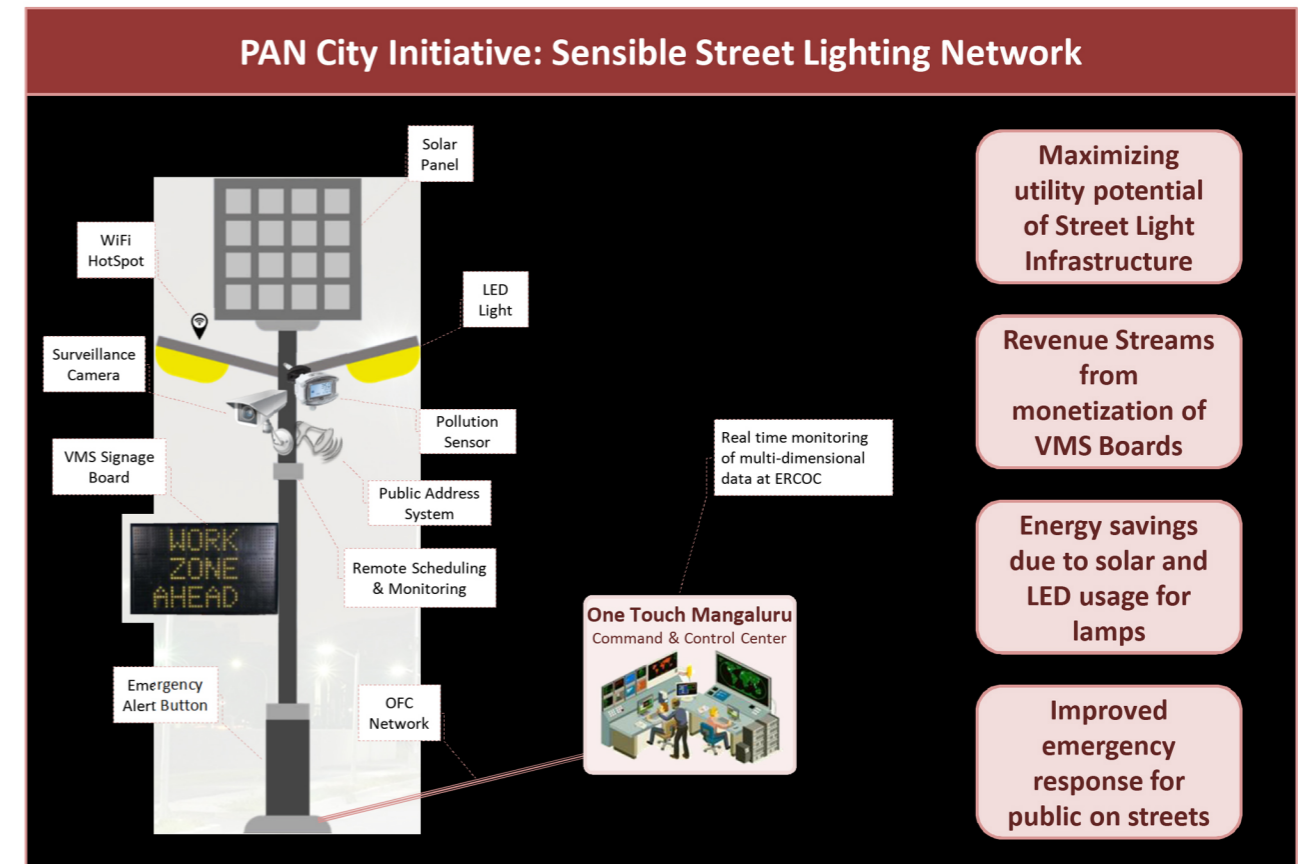 PAN City Initiative: Sensible Street Lighting Network
Solar
Panel
WiFi
HotSpot
LED
Light
Surveillance
Camera
Pollution
Sensor
VMS Signage
Board
Public Address
System
WORK
ZONE
AHEAD
Remote Scheduling
& Monitoring
Emergency
Alert Button
OFC
Network
Real time monitoring
of multi-dimensional
data at ERCOC
One Touch Mangaluru
Command & Control Center
Maximizing
utility potential
of Street Light
Infrastructure
Revenue Streams
from
monetization of
VMS Boards
Energy savings
due to solar and
LED usage for
lamps
Improved
emergency
response for
public on streets